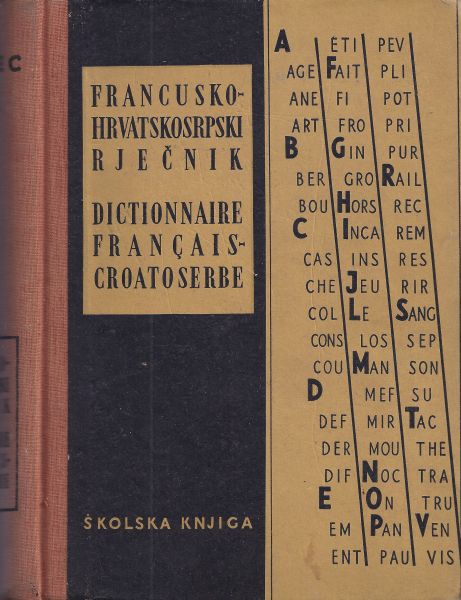 C
FRANCUSKO-
HRVATSKOSRPSKI
RJEČNIK
DICTIONNAIRE
FRANÇAIS-
CROATOSERBE
ŠKOLSKA KNJIGA
A ETI PEV
AGE FAIT PLI
ANE FI POT
ART FRO PRI
B GIN PUR
BER GRO RAIL
BOU HORS REC
C INCA REM
CAS INS RES
CHE JEU RIR
COL LE SANG
CONS LOS SEP
COU MAN SON
D MEF SU
DEF MIR TAC
DER MOU THE
DIF NOC TRA
E ON TRU
EM PAN VEN
ENT PAU VIS